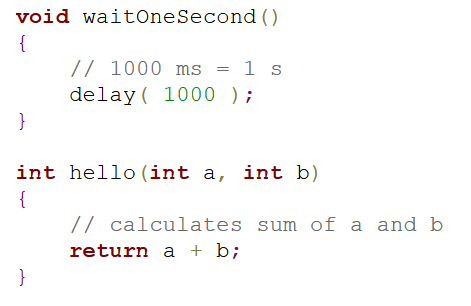 void waitOneSecond()
{
    // 1000 ms = 1 s
    delay( 1000 );
}

int hello(int a, int b)
{
    // calculates sum of a and b
    return a + b;
}